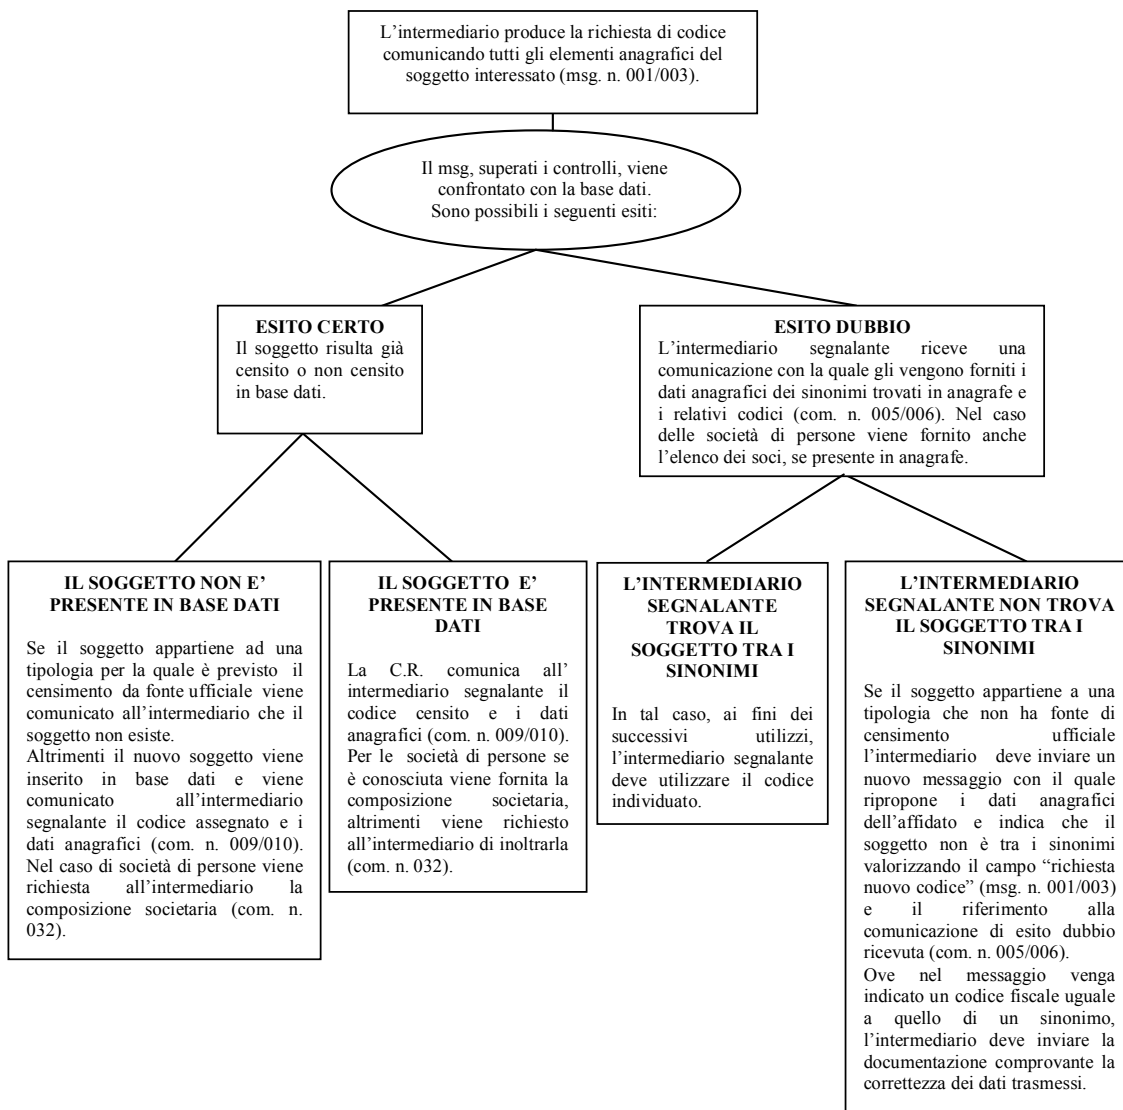 L’intermediario produce la richiesta di codice
comunicando tutti gli elementi anagrafici del
soggetto interessato (msg. n. 001/003).
Il msg, superati i controlli, viene
confrontato con la base dati.
Sono possibili i seguenti esiti:
ESITO CERTO
Il soggetto risulta già
censito o non censito
in base dati.
ESITO DUBBIO
L’intermediario segnalante riceve una
comunicazione con la quale gli vengono forniti i
dati anagrafici dei sinonimi trovati in anagrafe e
i relativi codici (com. n. 005/006). Nel caso
delle società di persone viene fornito anche
l’elenco dei soci, se presente in anagrafe.
IL SOGGETTO NON E’
PRESENTE IN BASE DATI
Se il soggetto appartiene ad una
tipologia per la quale è previsto il
censimento da fonte ufficiale viene
comunicato all’intermediario che il
soggetto non esiste.
Altrimenti il nuovo soggetto viene
inserito in base dati e viene
comunicato all’intermediario
segnalante il codice assegnato e i
dati anagrafici (com. n. 009/010).
Nel caso di società di persone viene
richiesta all’intermediario la
composizione societaria (com. n.
032).
IL SOGGETTO E’
PRESENTE IN BASE
DATI
La C.R. comunica all’
intermediario segnalante il
codice censito e i dati
anagrafici (com. n. 009/010).
Per le società di persone se
è conosciuta viene fornita la
composizione societaria,
altrimenti viene richiesto
all’intermediario di inoltrarla
(com. n. 032).
L’INTERMEDIARIO
SEGNALANTE
TROVA IL
SOGGETTO TRA I
SINONIMI
In tal caso, ai fini dei
successivi utilizzi,
l’intermediario segnalante
deve utilizzare il codice
individuato.
L’INTERMEDIARIO
SEGNALANTE NON TROVA
IL SOGGETTO TRA I
SINONIMI
Se il soggetto appartiene a una
tipologia che non ha fonte di
censimento ufficiale
l’intermediario deve inviare un
nuovo messaggio con il quale
ripropone i dati anagrafici
dell’affidato e indica che il
soggetto non è tra i sinonimi
valorizzando il campo “richiesta
nuovo codice” (msg. n. 001/003)
e il riferimento alla
comunicazione di esito dubbio
ricevuta (com. n. 005/006).
Ove nel messaggio venga
indicato un codice fiscale uguale
a quello di un sinonimo,
l’intermediario deve inviare la
documentazione comprovante la
correttezza dei dati trasmessi.